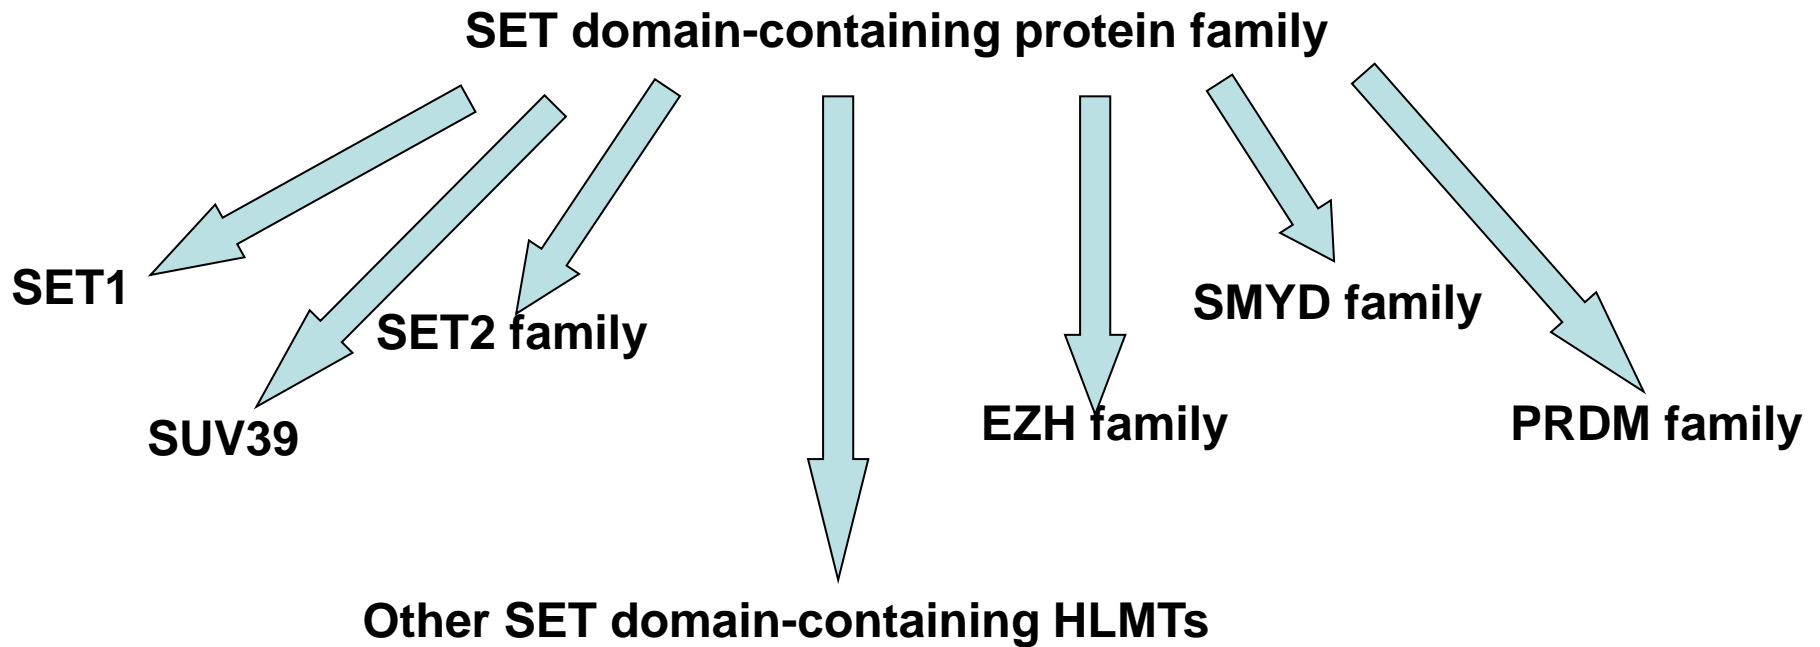 SET domain-containing protein family
SET1
SMYD family
SET2 family
SUV39
EZH family
PRDM family
Other SET domain-containing HLMTs